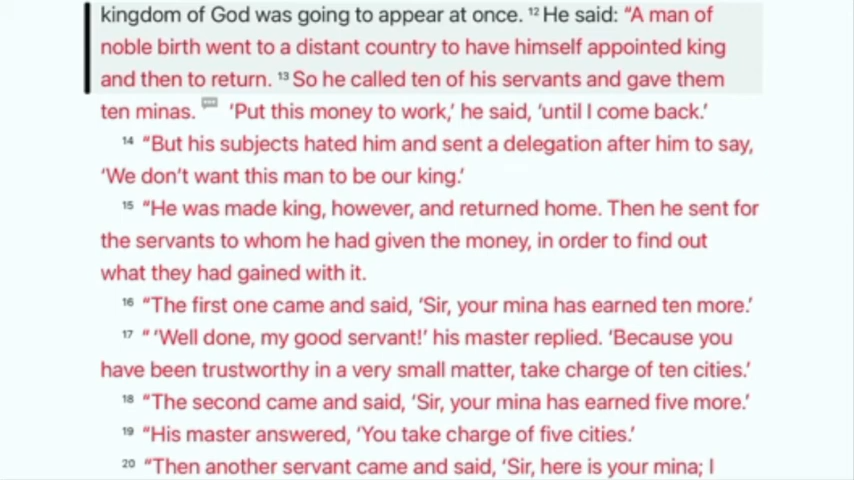 kingdom of God was going to appear at once. 12 He said: “A man of
noble birth went to a distant country to have himself appointed king
and then to return. 13 So he called ten of his servants and gave them
ten minas. ‘Put this money to work,’ he said, ‘until I come back.’
14 “But his subjects hated him and sent a delegation after him to say,
‘We don’t want this man to be our king.’
15 “He was made king, however, and returned home. Then he sent for
the servants to whom he had given the money, in order to find out
what they had gained with it.
16 “The first one came and said, ‘Sir, your mina has earned ten more.’
17 “ ‘Well done, my good servant!’ his master replied. ‘Because you
have been trustworthy in a very small matter, take charge of ten cities.’
18 “The second came and said, ‘Sir, your mina has earned five more.’
19 “His master answered, ‘You take charge of five cities.’
20 “Then another servant came and said, ‘Sir, here is your mina; I